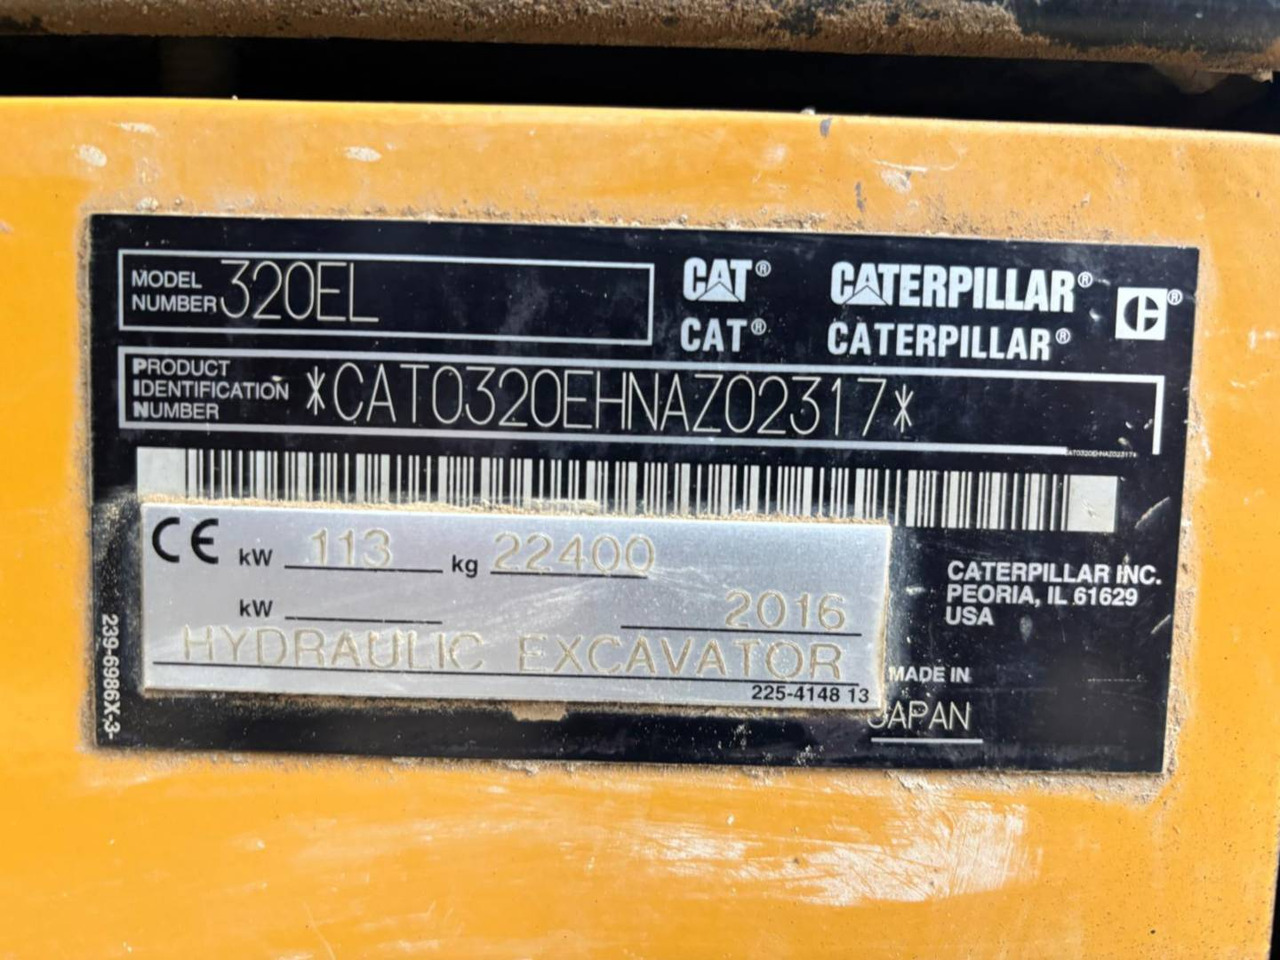 MODEL NUMBER 320EL
CAT® CATERPILLAR®
CAT® CATERPILLAR®
PRODUCT IDENTIFICATION NUMBER *CAT0320EHNAZ02317*
*CAT0320EHNAZ02317*
CE kW 113 kg 22400
kW 2016
HYDRAULIC EXCAVATOR
225-4148 13
CATERPILLAR INC.
PEORIA, IL 61629
USA
MADE IN
JAPAN
239-6986X-3